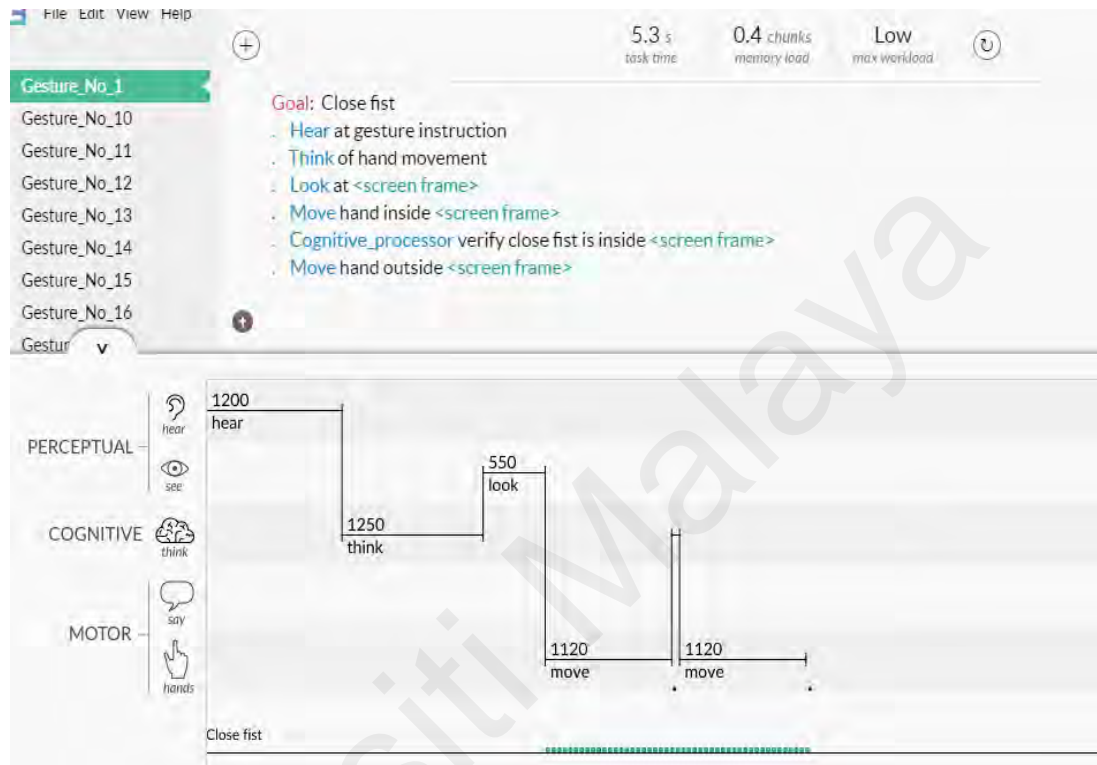 File Edit View Help
5.3 s 0.4 chunks Low
task time memory load max workload
Gesture_No_1
Gesture_No_10
Gesture_No_11
Gesture_No_12
Gesture_No_13
Gesture_No_14
Gesture_No_15
Gesture_No_16
Gestur
v
Goal: Close fist
. Hear at gesture instruction
. Think of hand movement
. Look at <screen frame>
. Move hand inside <screen frame>
. Cognitive_processor verify close fist is inside <screen frame>
. Move hand outside <screen frame>
PERCEPTUAL
hear
see
COGNITIVE
think
MOTOR
say
hands
1200
hear
550
look
1250
think
1120
move
1120
move
Close fist
siti Malaya